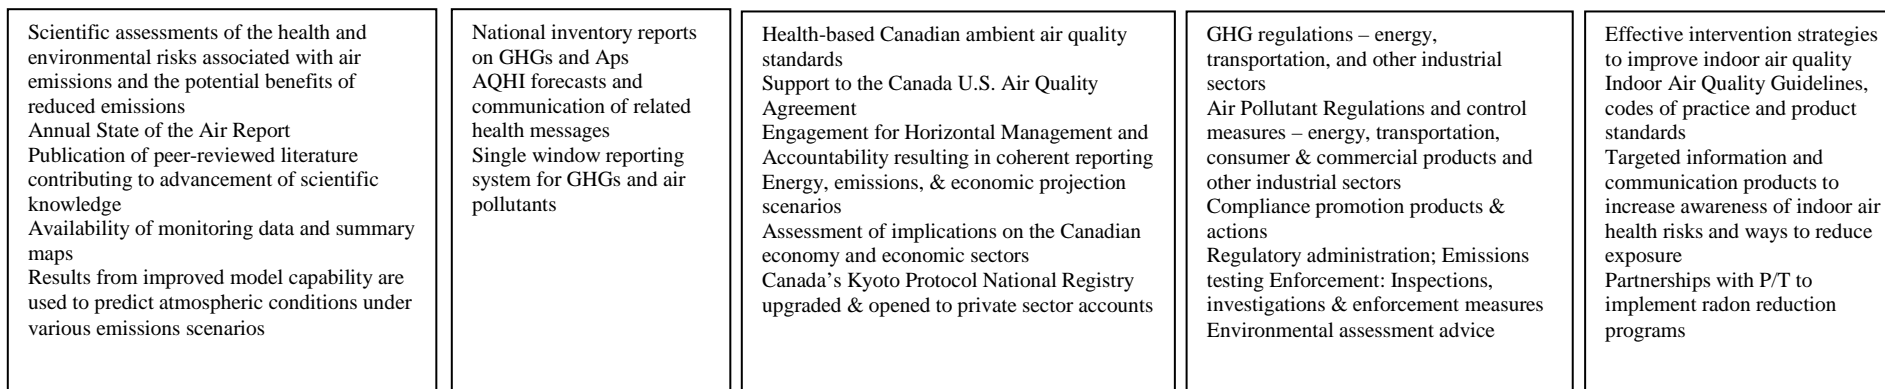 Scientific assessments of the health and
environmental risks associated with air
emissions and the potential benefits of
reduced emissions
Annual State of the Air Report
Publication of peer-reviewed literature
contributing to advancement of scientific
knowledge
Availability of monitoring data and summary
maps
Results from improved model capability are
used to predict atmospheric conditions under
various emissions scenarios
National inventory reports
on GHGs and Aps
AQHI forecasts and
communication of related
health messages
Single window reporting
system for GHGs and air
pollutants
Health-based Canadian ambient air quality
standards
Support to the Canada U.S. Air Quality
Agreement
Engagement for Horizontal Management and
Accountability resulting in coherent reporting
Energy, emissions, & economic projection
scenarios
Assessment of implications on the Canadian
economy and economic sectors
Canada’s Kyoto Protocol National Registry
upgraded & opened to private sector accounts
GHG regulations – energy,
transportation, and other industrial
sectors
Air Pollutant Regulations and control
measures – energy, transportation,
consumer & commercial products and
other industrial sectors
Compliance promotion products &
actions
Regulatory administration; Emissions
testing Enforcement: Inspections,
investigations & enforcement measures
Environmental assessment advice
Effective intervention strategies
to improve indoor air quality
Indoor Air Quality Guidelines,
codes of practice and product
standards
Targeted information and
communication products to
increase awareness of indoor air
health risks and ways to reduce
exposure
Partnerships with P/T to
implement radon reduction
programs